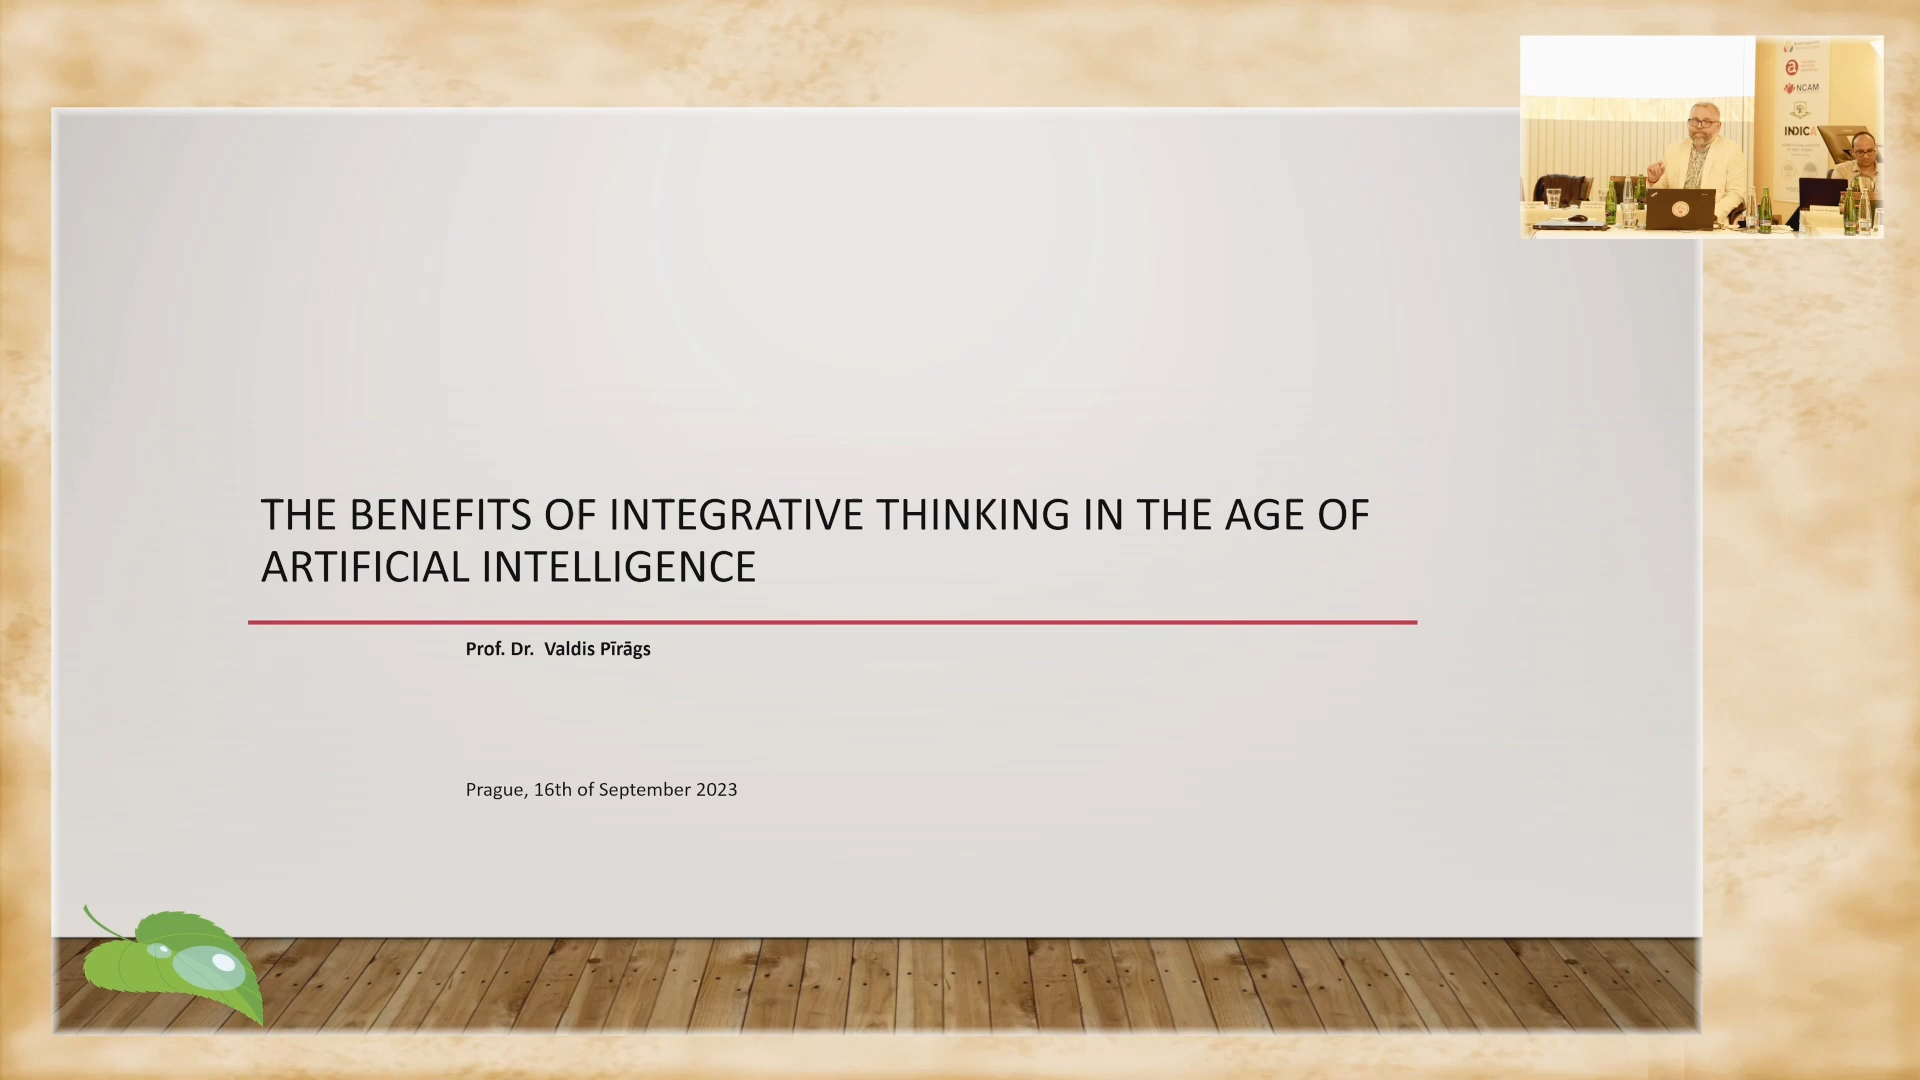 THE BENEFITS OF INTEGRATIVE THINKING IN THE AGE OF
ARTIFICIAL INTELLIGENCE
Prof. Dr.  Valdis Pīrāgs
Prague, 16th of September 2023
NCAM
INDICA